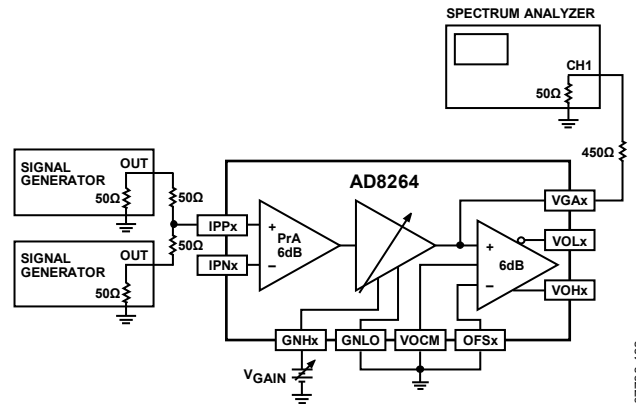 SPECTRUM ANALYZER
CH1
50Ω
450Ω
SIGNAL
GENERATOR
OUT
50Ω
50Ω
50Ω
SIGNAL
GENERATOR
OUT
50Ω
AD8264
IPPx
IPNx
+
PrA
6dB
−
+
6dB
−
VGAx
VOLx
VOHx
GNHx
GNLO
VOCM
OFSx
VGAIN